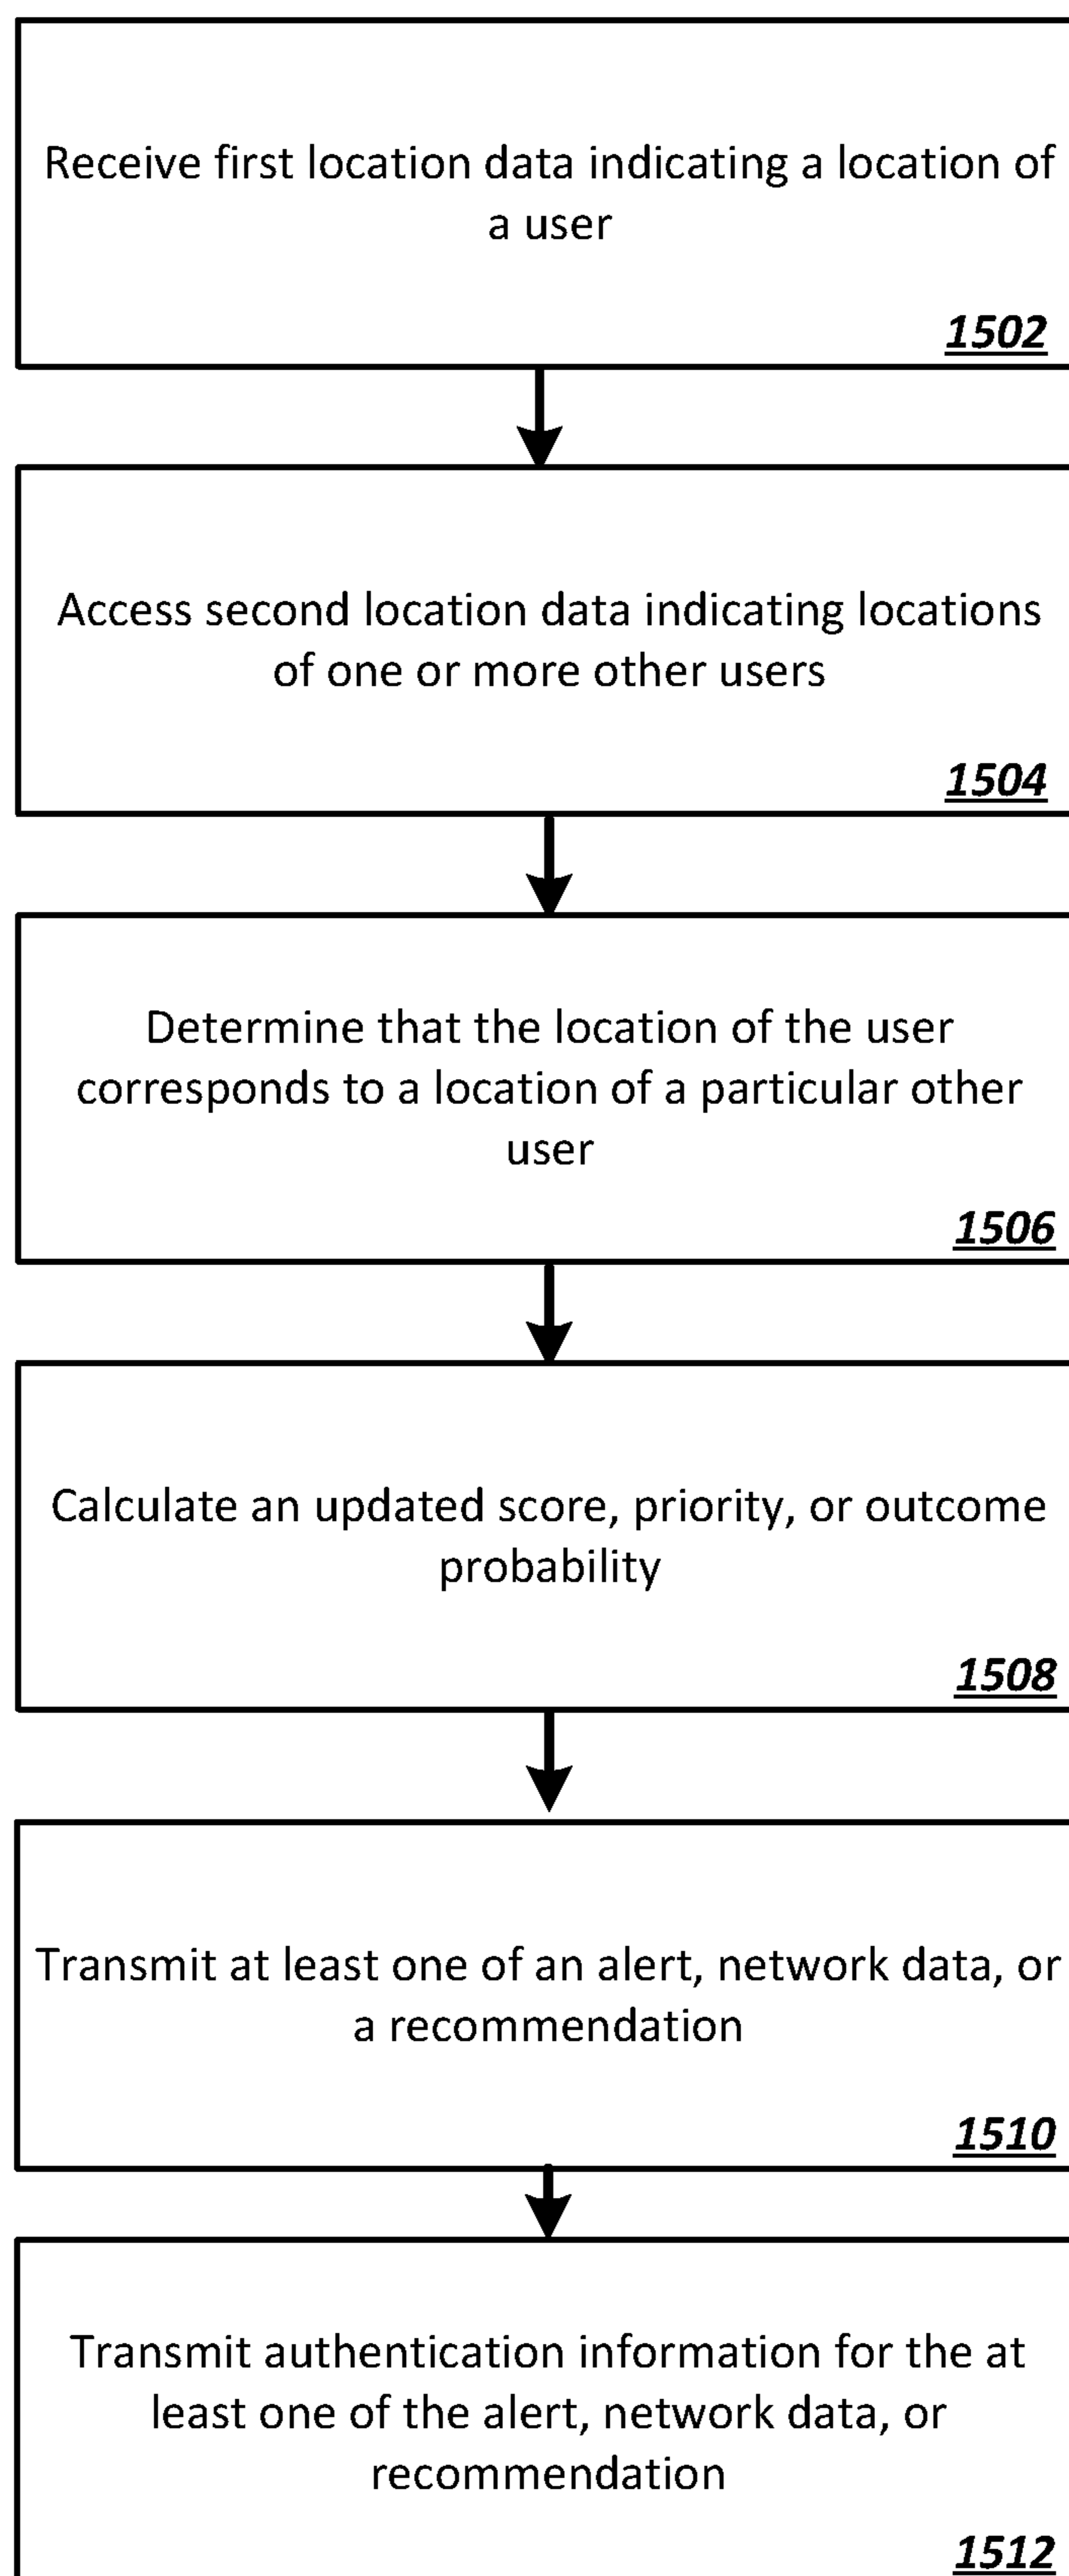 Receive first location data indicating a location of
a user
1502
Access second location data indicating locations
of one or more other users
1504
Determine that the location of the user
corresponds to a location of a particular other
user
1506
Calculate an updated score, priority, or outcome
probability
1508
Transmit at least one of an alert, network data, or
a recommendation
1510
Transmit authentication information for the at
least one of the alert, network data, or
recommendation
1512